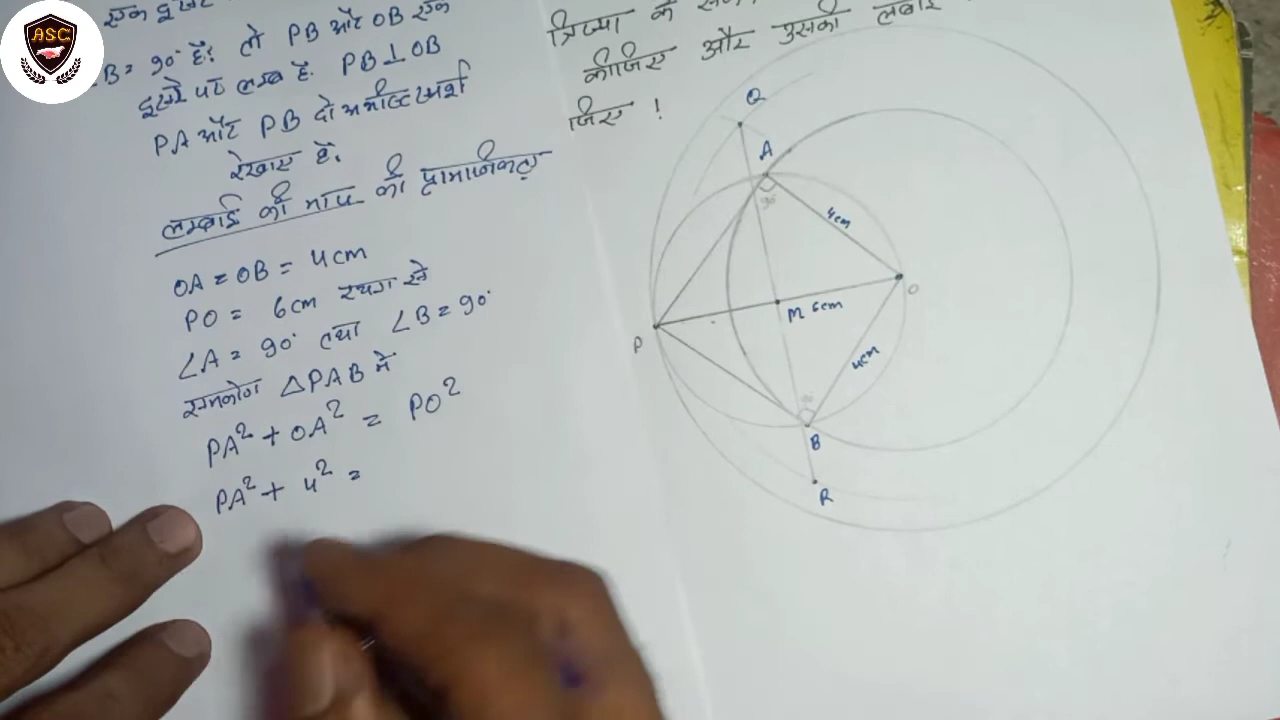 ASC
B = 90° है। तो PB और OB एक
दूसरे पर लम्ब है. PB⊥OB
PA और PB दो अभीष्ट स्पर्श
रेखाए हैं.
लम्बाई की माप की प्रामाणिकता
OA = OB = 4cm
PO = 6cm
∠A = 90° तथा ∠B = 90°
समकोण △PAB में
PA² + OA² = PO²
PA² + 4² =
त्रिज्या के
कीजिए और उसकी लंबाई
जिए !
Q
A
90°
4cm
O
M 6cm
P
4cm
90
B
R